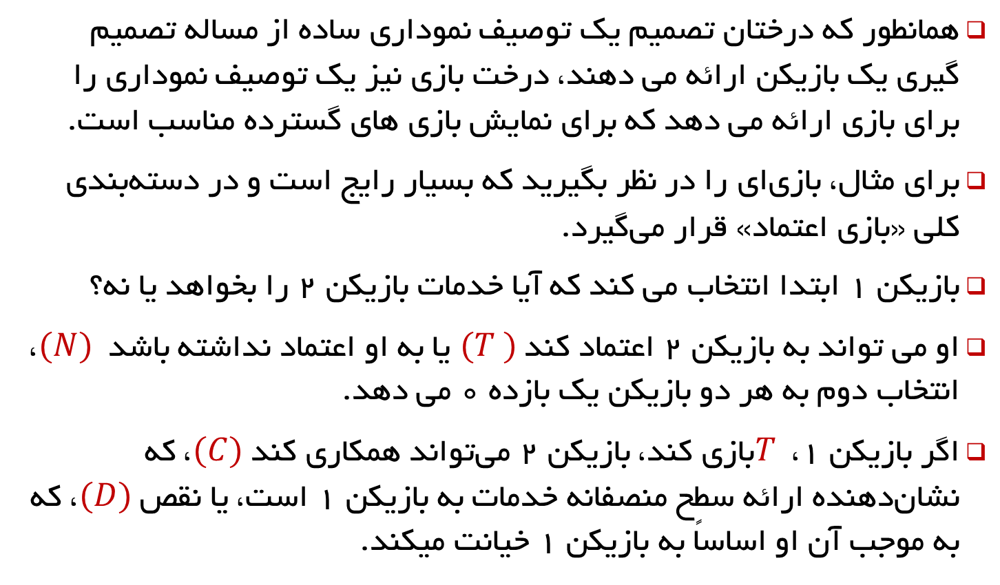 ❑ همانطور که درختان تصمیم یک توصیف نموداری ساده از مساله تصمیم
گیری یک بازیکن ارائه می دهند، درخت بازی نیز یک توصیف نموداری را
برای بازی ارائه می دهد که برای نمایش بازی های گسترده مناسب است.
❑ برای مثال، بازی‌ای را در نظر بگیرید که بسیار رایج است و در دسته‌بندی
کلی «بازی اعتماد» قرار می‌گیرد.
❑ بازیکن ۱ ابتدا انتخاب می کند که آیا خدمات بازیکن ۲ را بخواهد یا نه؟
❑ او می تواند به بازیکن ۲ اعتماد کند (T) یا به او اعتماد نداشته باشد (N)،
انتخاب دوم به هر دو بازیکن یک بازده ۰ می دهد.
❑ اگر بازیکن ۱، T بازی کند، بازیکن ۲ می‌تواند همکاری کند (C)، که
نشان‌دهنده ارائه سطح منصفانه خدمات به بازیکن ۱ است، یا نقص (D)، که
به موجب آن او اساساً به بازیکن ۱ خیانت میکند.